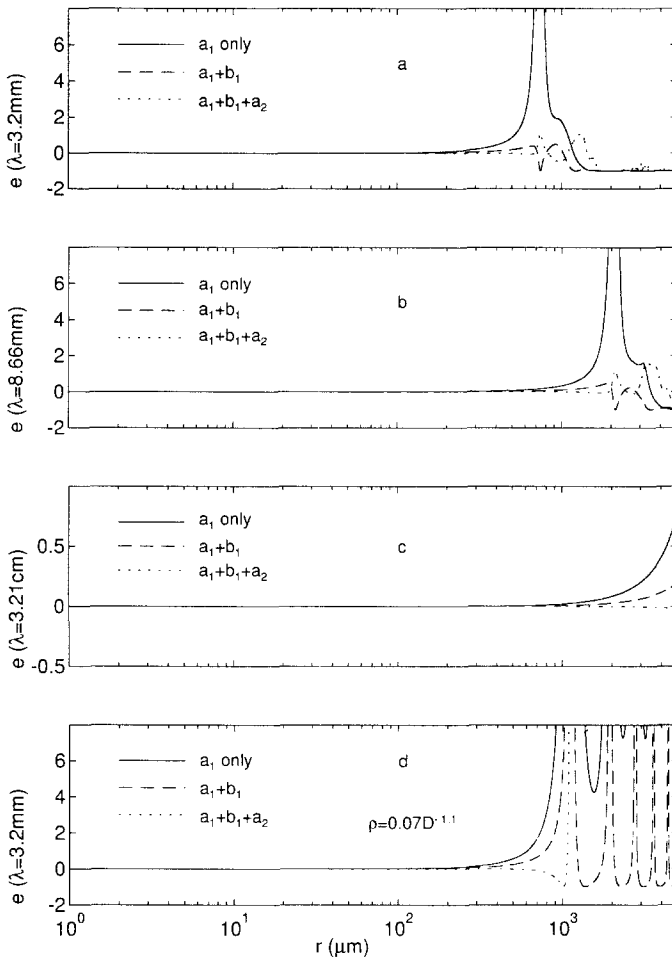 8
6
4
2
0
-2
e (λ=3.2mm)
a₁ only
a₁+b₁
a₁+b₁+a₂
a
6
4
2
0
-2
e (λ=8.66mm)
a₁ only
a₁+b₁
a₁+b₁+a₂
b
0.5
0
-0.5
e (λ=3.21cm)
a₁ only
a₁+b₁
a₁+b₁+a₂
c
6
4
2
0
-2
e (λ=3.2mm)
a₁ only
a₁+b₁
a₁+b₁+a₂
d
ρ=0.07D⁻¹·¹
10⁰
10¹
10²
10³
r (μm)